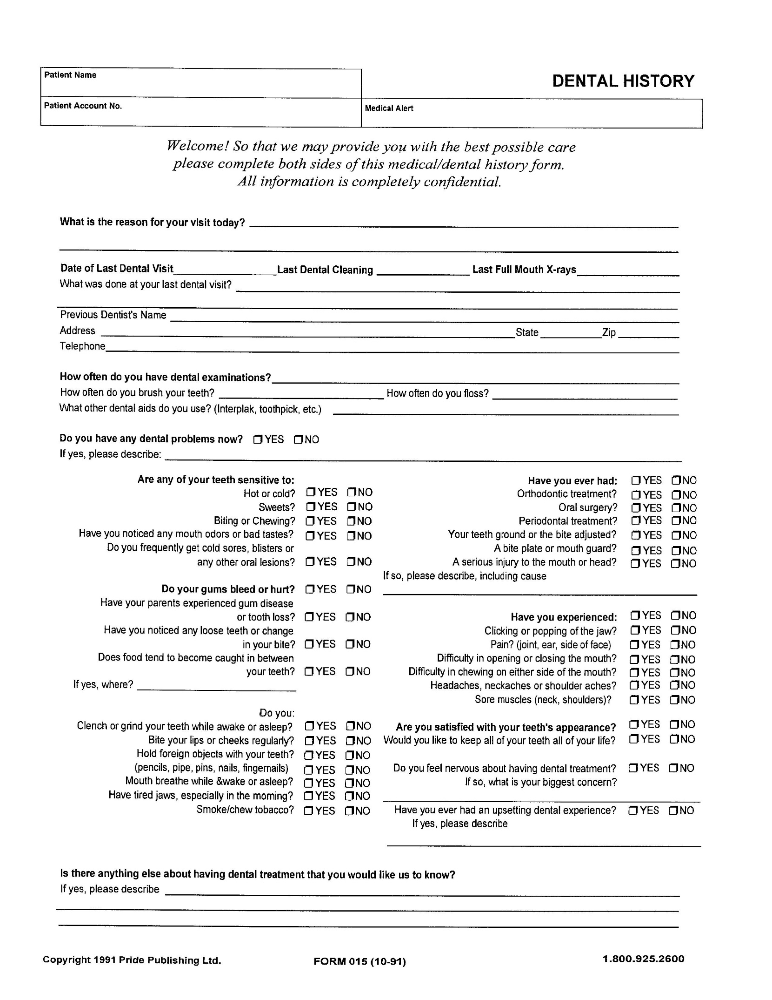 Patient Name
DENTAL HISTORY
Patient Account No.
Medical Alert
Welcome! So that we may provide you with the best possible care
please complete both sides of this medical/dental history form.
All information is completely confidential.
What is the reason for your visit today?
Date of Last Dental Visit Last Dental Cleaning Last Full Mouth X-rays
What was done at your last dental visit?
Previous Dentist's Name
Address State Zip
Telephone
How often do you have dental examinations?
How often do you brush your teeth? How often do you floss?
What other dental aids do you use? (Interplak, toothpick, etc.)
Do you have any dental problems now? YES NO
If yes, please describe:
Are any of your teeth sensitive to:
Hot or cold? YES NO
Sweets? YES NO
Biting or Chewing? YES NO
Have you noticed any mouth odors or bad tastes? YES NO
Do you frequently get cold sores, blisters or
any other oral lesions? YES NO
Do your gums bleed or hurt? YES NO
Have your parents experienced gum disease
or tooth loss? YES NO
Have you noticed any loose teeth or change
in your bite? YES NO
Does food tend to become caught in between
your teeth? YES NO
If yes, where?
Do you:
Clench or grind your teeth while awake or asleep? YES NO
Bite your lips or cheeks regularly? YES NO
Hold foreign objects with your teeth? YES NO
(pencils, pipe, pins, nails, fingernails) YES NO
Mouth breathe while &wake or asleep? YES NO
Have tired jaws, especially in the morning? YES NO
Smoke/chew tobacco? YES NO
Have you ever had: YES NO
Orthodontic treatment? YES NO
Oral surgery? YES NO
Periodontal treatment? YES NO
Your teeth ground or the bite adjusted? YES NO
A bite plate or mouth guard? YES NO
A serious injury to the mouth or head? YES NO
If so, please describe, including cause
Have you experienced: YES NO
Clicking or popping of the jaw? YES NO
Pain? (joint, ear, side of face) YES NO
Difficulty in opening or closing the mouth? YES NO
Difficulty in chewing on either side of the mouth? YES NO
Headaches, neckaches or shoulder aches? YES NO
Sore muscles (neck, shoulders)? YES NO
Are you satisfied with your teeth's appearance? YES NO
Would you like to keep all of your teeth all of your life? YES NO
Do you feel nervous about having dental treatment? YES NO
If so, what is your biggest concern?
Have you ever had an upsetting dental experience? YES NO
If yes, please describe
Is there anything else about having dental treatment that you would like us to know?
If yes, please describe
Copyright 1991 Pride Publishing Ltd. FORM 015 (10-91) 1.800.925.2600